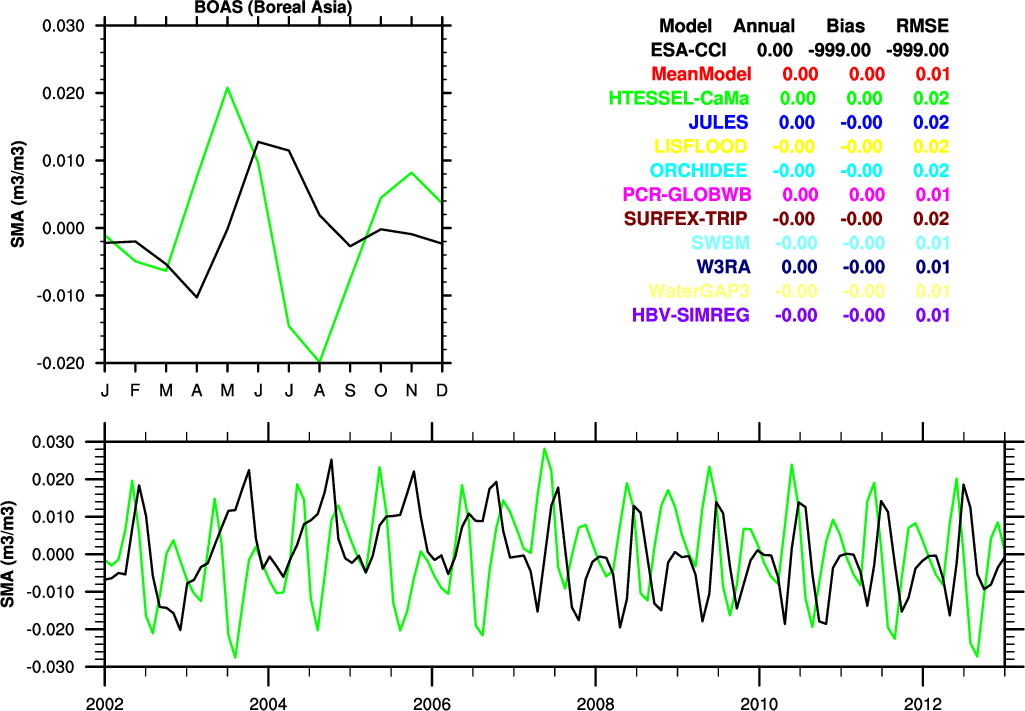 BOAS (Boreal Asia)
0.030
0.020
0.010
0.000
-0.010
-0.020
SMA (m3/m3)
J F M A M J J A S O N D
Model Annual Bias RMSE
ESA-CCI 0.00 -999.00 -999.00
MeanModel 0.00 0.00 0.01
HTESSEL-CaMa 0.00 0.00 0.02
JULES 0.00 -0.00 0.02
LISFLOOD -0.00 -0.00 0.02
ORCHIDEE -0.00 -0.00 0.02
PCR-GLOBWB 0.00 0.00 0.01
SURFEX-TRIP -0.00 -0.00 0.02
SWBM -0.00 -0.00 0.01
W3RA 0.00 -0.00 0.01
WaterGAP3 -0.00 -0.00 0.01
HBV-SIMREG -0.00 -0.00 0.01
0.030
0.020
0.010
0.000
-0.010
-0.020
-0.030
SMA (m3/m3)
2002 2004 2006 2008 2010 2012